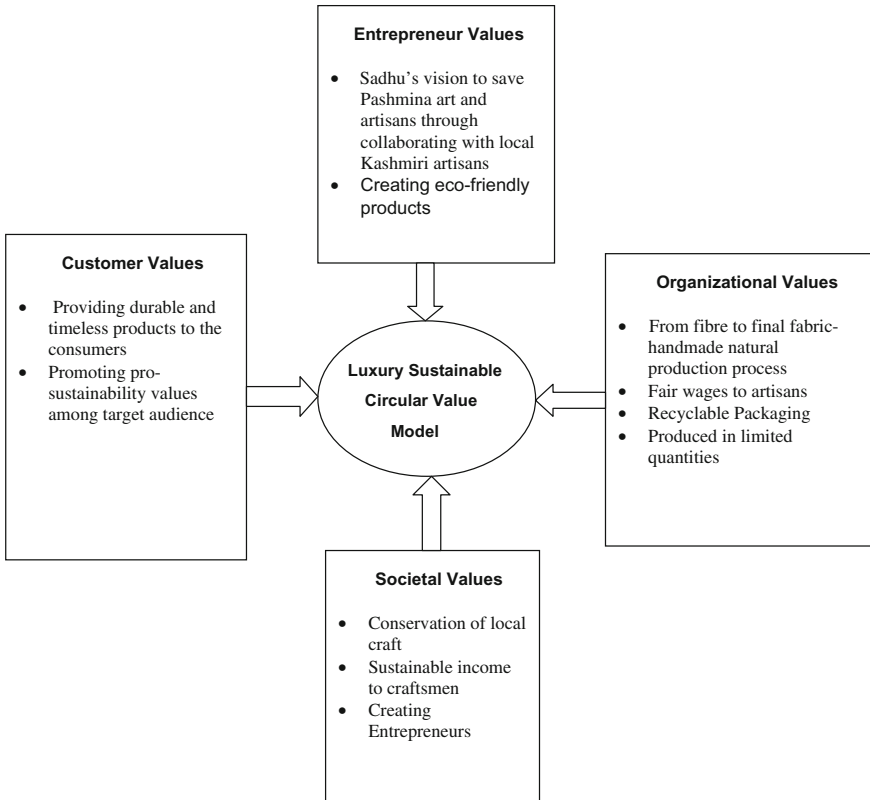 Entrepreneur Values
• Sadhu's vision to save
Pashmina art and
artisans through
collaborating with local
Kashmiri artisans
• Creating eco-friendly
products
Customer Values
• Providing durable and
timeless products to the
consumers
• Promoting pro-
sustainability values
among target audience
Luxury Sustainable
Circular Value
Model
Organizational Values
• From fibre to final fabric-
handmade natural
production process
• Fair wages to artisans
• Recyclable Packaging
• Produced in limited
quantities
Societal Values
• Conservation of local
craft
• Sustainable income
to craftsmen
• Creating
Entrepreneurs